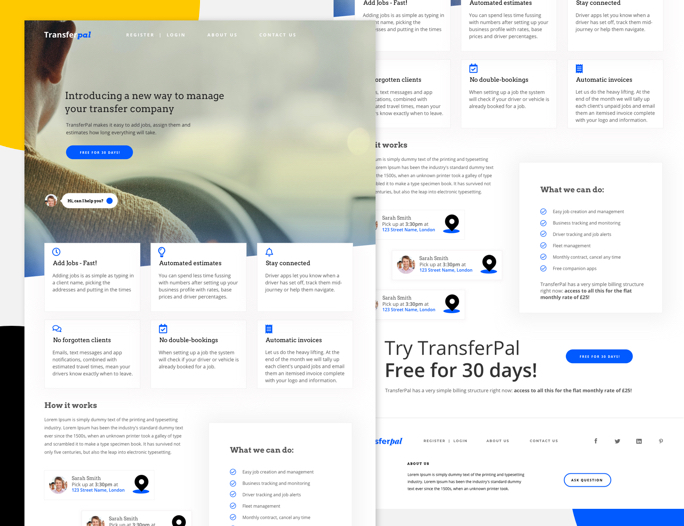 Transferpal
REGISTER | LOGIN
ABOUT US
CONTACT US
Introducing a new way to manage
your transfer company
TransferPal makes it easy to add jobs, assign them and
estimates how long everything will take.
FREE FOR 30 DAYS!
Hi, can I help you?
Add Jobs - Fast!
Adding jobs is as simple as typing in
a client name, picking the
addresses and putting in the times
Automated estimates
You can spend less time fussing
with numbers after setting up your
business profile with rates, base
prices and driver percentages.
Stay connected
Driver apps let you know when a
driver has set off, track them mid-
journey or help them navigate.
No forgotten clients
Emails, text messages and app
notifications, combined with
estimated travel times, mean your
drivers know exactly when to leave.
No double-bookings
When setting up a job the system
will check if your driver or vehicle is
already booked for a job.
Automatic invoices
Let us do the heavy lifting. At the
end of the month we will tally up
each client's jobs and email
them an itemised invoice complete
with your logo and information.
How it works
Lorem Ipsum is simply dummy text of the printing and typesetting
industry. Lorem Ipsum has been the industry's standard dummy text
ever since the 1500s, when an unknown printer took a galley of type
and scrambled it to make a type specimen book. It has survived not
only five centuries, but also the leap into electronic typesetting.
Sarah Smith
Pick up at 3:30pm at
123 Street Name, London
Sarah Smith
Pick up at 3:30pm at
What we can do:
Easy job creation and management
Business tracking and monitoring
Driver tracking and job alerts
Fleet management
Monthly contract, cancel any time
Adding jobs is as simple as typing in
a client name, picking the
addresses and putting in the times
Automated estimates
You can spend less time fussing
with numbers after setting up your
business profile with rates, base
prices and driver percentages.
Stay connected
Driver apps let you know when a
driver has set off, track them mid-
journey or help them navigate.
orgotten clients
s, text messages and app
ations, combined with
ated travel times, mean your
rs know exactly when to leave.
No double-bookings
When setting up a job the system
will check if your driver or vehicle is
already booked for a job.
Automatic invoices
Let us do the heavy lifting. At the
end of the month we will tally up
each client's jobs and email
them an itemised invoice complete
with your logo and information.
it works
sum is simply dummy text of the printing and typesetting
Lorem Ipsum has been the industry's standard dummy text
e the 1500s, when an unknown printer took a galley of type
mbled it to make a type specimen book. It has survived not
enturies, but also the leap into electronic typesetting.
Sarah Smith
Pick up at 3:30pm at
123 Street Name, London
Sarah Smith
Pick up at 3:30pm at
123 Street Name, London
Sarah Smith
Pick up at 3:30pm at
123 Street Name, London
What we can do:
Easy job creation and management
Business tracking and monitoring
Driver tracking and job alerts
Fleet management
Monthly contract, cancel any time
Free companion apps
TransferPal has a very simple billing structure
right now: access to all this for the flat
monthly rate of £25!
Try TransferPal
Free for 30 days!
FREE FOR 30 DAYS!
TransferPal has a very simple billing structure right now: access to all this for the flat monthly rate of £25!
sferpal
REGISTER | LOGIN
ABOUT US
CONTACT US
ABOUT US
Lorem Ipsum is simply dummy text of the printing and typesetting
industry. Lorem Ipsum has been the industry's standard dummy
text ever since the 1500s, when an unknown printer.
ASK QUESTION